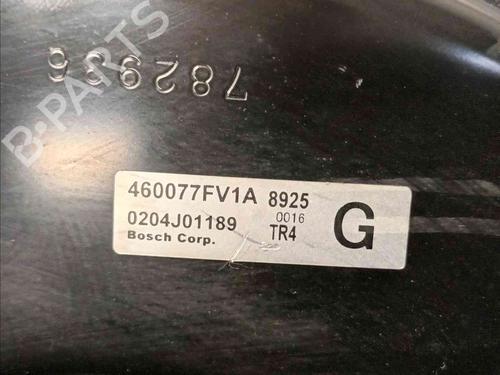 B-PARTS
782936
460077FV1A 8925
0204J01189 0016
Bosch Corp. TR4
G